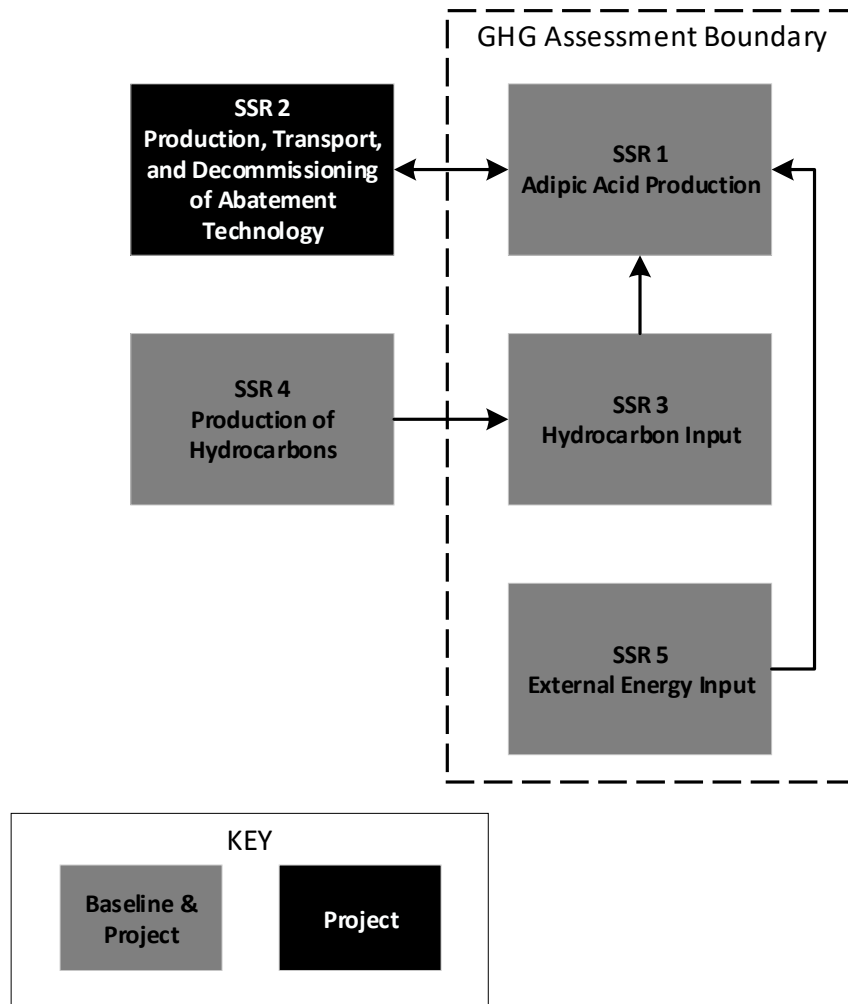 GHG Assessment Boundary
SSR 2
Production, Transport,
and Decommissioning
of Abatement
Technology
SSR 1
Adipic Acid Production
SSR 4
Production of
Hydrocarbons
SSR 3
Hydrocarbon Input
SSR 5
External Energy Input
KEY
Baseline &
Project
Project